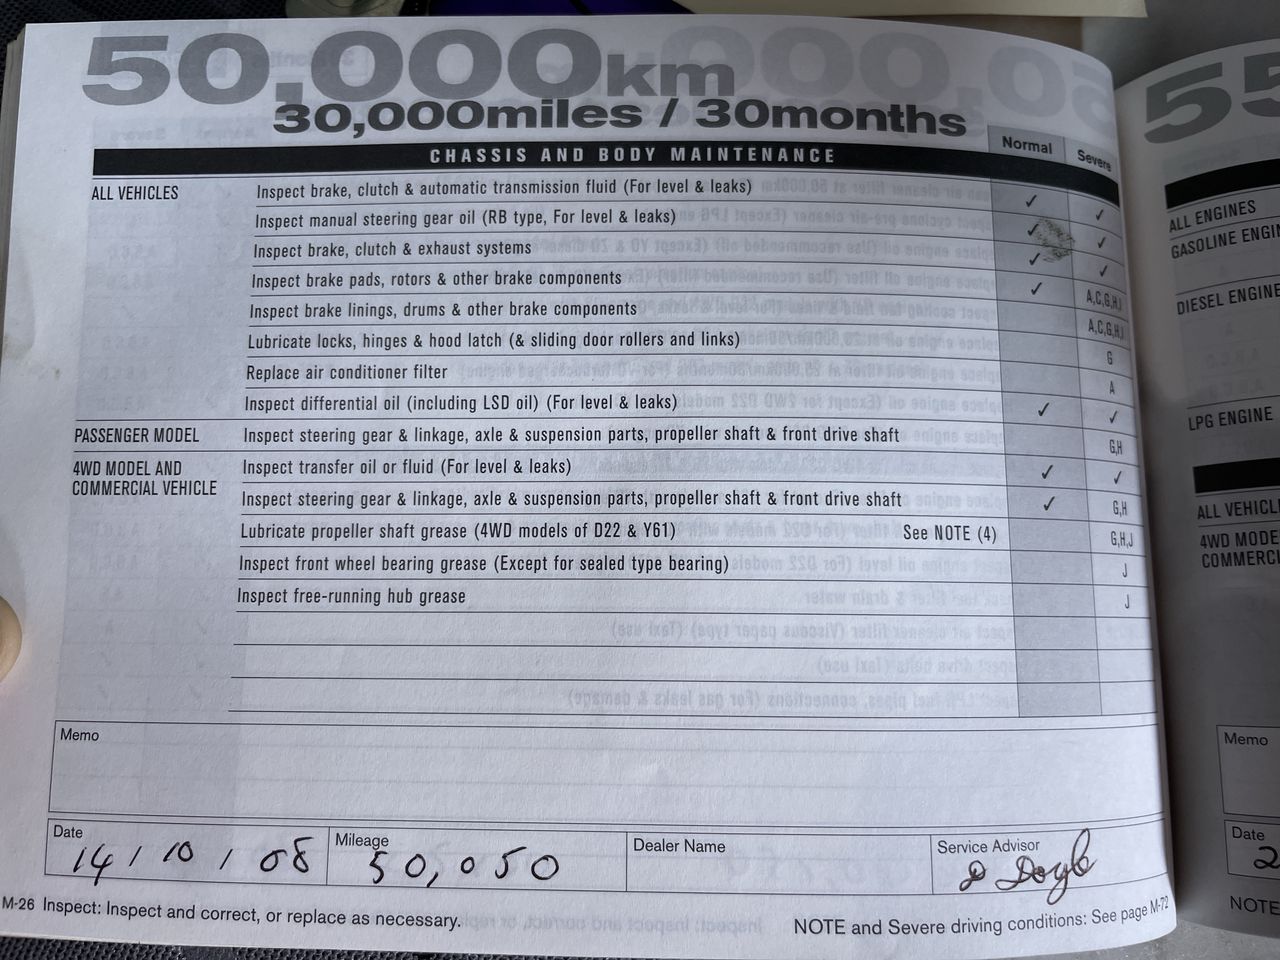 50,000km
30,000miles / 30months
Normal Severe
CHASSIS AND BODY MAINTENANCE
ALL VEHICLES Inspect brake, clutch & automatic transmission fluid (For level & leaks) ✓ ✓
Inspect manual steering gear oil (RB type, For level & leaks) ✓ ✓
Inspect brake, clutch & exhaust systems ✓ ✓
Inspect brake pads, rotors & other brake components ✓ A,C,G,H,I
Inspect brake linings, drums & other brake components A,C,G,H,I
Lubricate locks, hinges & hood latch (& sliding door rollers and links) G
Replace air conditioner filter A
Inspect differential oil (including LSD oil) (For level & leaks) ✓ ✓
PASSENGER MODEL Inspect steering gear & linkage, axle & suspension parts, propeller shaft & front drive shaft G,H
4WD MODEL AND COMMERCIAL VEHICLE Inspect transfer oil or fluid (For level & leaks) ✓ ✓
Inspect steering gear & linkage, axle & suspension parts, propeller shaft & front drive shaft ✓ G,H
Lubricate propeller shaft grease (4WD models of D22 & Y61) See NOTE (4) G,H,J
Inspect front wheel bearing grease (Except for sealed type bearing) J
Inspect free-running hub grease J
Memo
Date 14/10/08 Mileage 50,050 Dealer Name Service Advisor D Doyle
M-26 Inspect: Inspect and correct, or replace as necessary. NOTE and Severe driving conditions: See page M-72
55
ALL ENGINES
GASOLINE ENGIN
DIESEL ENGINE
LPG ENGINE
ALL VEHICL
4WD MODE
COMMERCI
Memo
Date
2
NOTE